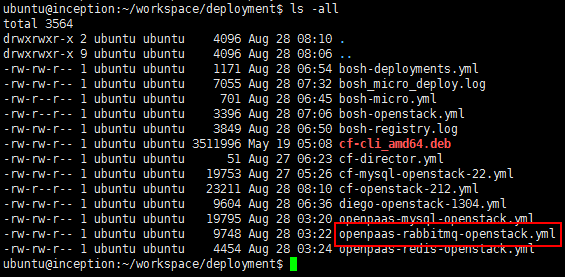 ubuntu@inception:~/workspace/deployment$ ls -all
total 3564
drwxrwxr-x 2 ubuntu ubuntu    4096 Aug 28 08:10 .
drwxrwxr-x 9 ubuntu ubuntu    4096 Aug 28 08:06 ..
-rw-rw-r-- 1 ubuntu ubuntu    1171 Aug 28 06:54 bosh-deployments.yml
-rw-rw-r-- 1 ubuntu ubuntu    7055 Aug 28 07:32 bosh_micro_deploy.log
-rw-rw-r-- 1 ubuntu ubuntu     701 Aug 28 06:45 bosh-micro.yml
-rw-rw-r-- 1 ubuntu ubuntu    3396 Aug 28 07:06 bosh-openstack.yml
-rw-rw-r-- 1 ubuntu ubuntu    3849 Aug 28 06:50 bosh-registry.log
-rw-rw-r-- 1 ubuntu ubuntu 3511996 May 19 05:08 cf-cli_amd64.deb
-rw-rw-r-- 1 ubuntu ubuntu      51 Aug 27 06:23 cf-director.yml
-rw-rw-r-- 1 ubuntu ubuntu   19753 Aug 27 05:26 cf-mysql-openstack-22.yml
-rw-rw-r-- 1 ubuntu ubuntu   23211 Aug 28 08:10 cf-openstack-212.yml
-rw-rw-r-- 1 ubuntu ubuntu    9604 Aug 28 06:36 diego-openstack-1304.yml
-rw-rw-r-- 1 ubuntu ubuntu   19795 Aug 28 03:20 openpaas-mysql-openstack.yml
-rw-rw-r-- 1 ubuntu ubuntu    9748 Aug 28 03:22 openpaas-rabbitmq-openstack.yml
-rw-rw-r-- 1 ubuntu ubuntu    4454 Aug 28 03:24 openpaas-redis-openstack.yml
ubuntu@inception:~/workspace/deployment$